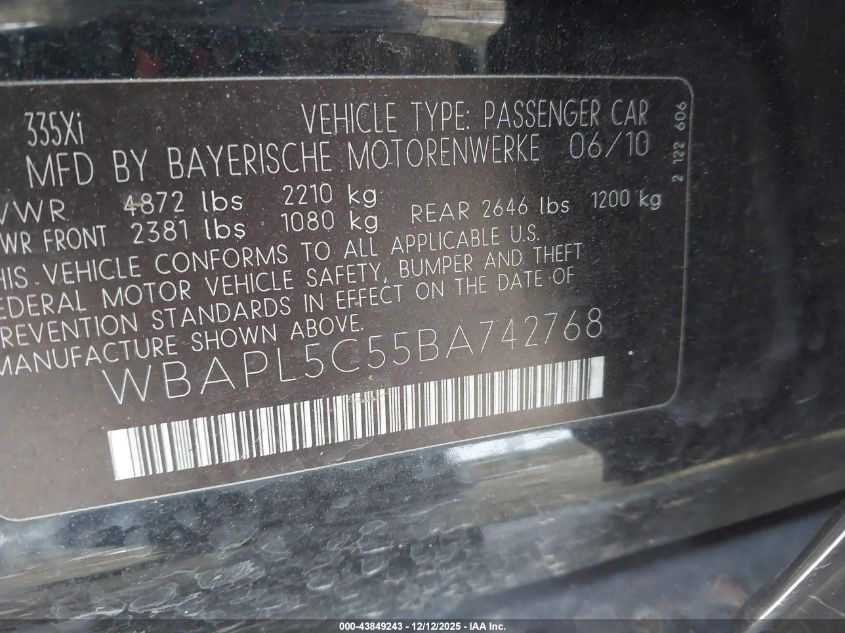 335Xi VEHICLE TYPE: PASSENGER CAR
MFD BY BAYERISCHE MOTORENWERKE 06/10
VWR 4872 lbs 2210 kg
WR FRONT 2381 lbs 1080 kg REAR 2646 lbs 1200 kg
HIS VEHICLE CONFORMS TO ALL APPLICABLE U.S.
EDERAL MOTOR VEHICLE SAFETY, BUMPER AND THEFT
REVENTION STANDARDS IN EFFECT ON THE DATE OF
MANUFACTURE SHOWN ABOVE.
WBAPL5C55BA742768
2 122 606
000-43849243 - 12/12/2025 - IAA Inc.